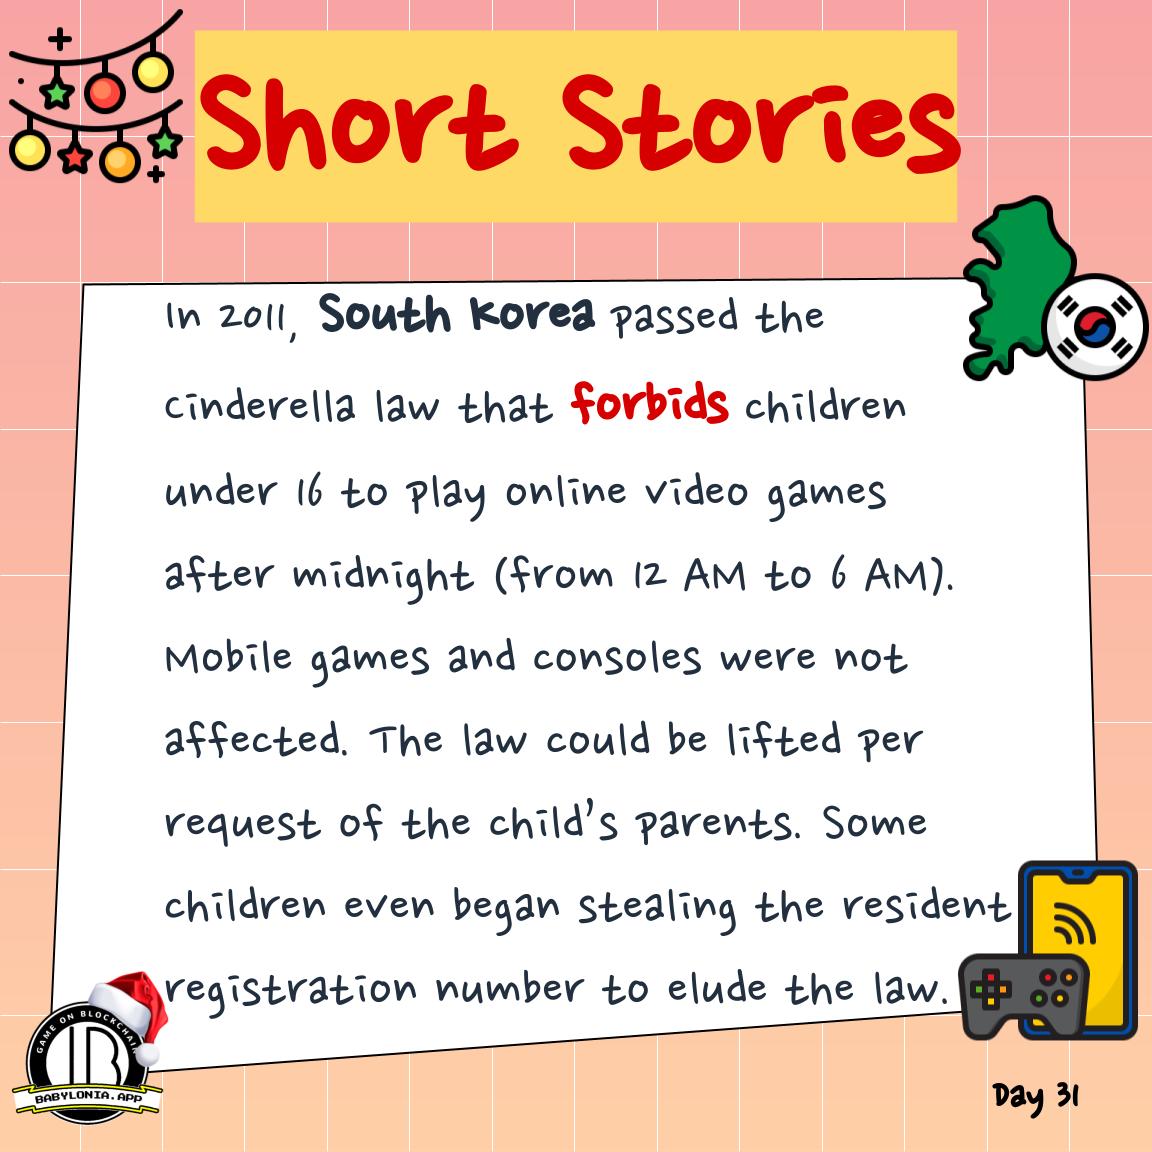 Short Stories
In 2011, South Korea passed the
cinderella law that forbids children
under 16 to play online video games
after midnight (from 12 AM to 6 AM).
Mobile games and consoles were not
affected. The law could be lifted per
request of the child's parents. Some
children even began stealing the resident
registration number to elude the law.
GAME ON BLOCKCHAIN
BABYLONIA.APP
Day 31